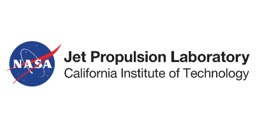 NASA
Jet Propulsion Laboratory
California Institute of Technology